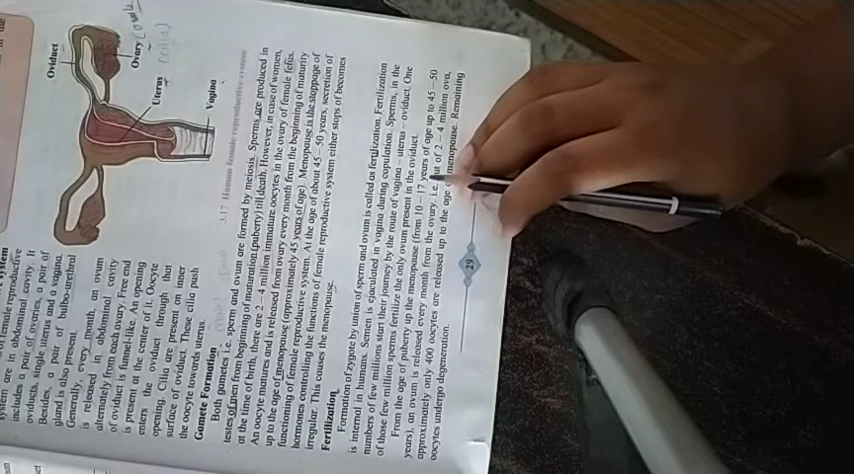 the
system
system are in of female reproductive
includes a pair of ovaries, a pair of
oviducts, single uterus and a vagina.
Besides, a pair of bulbo-urethral
gland is also present.
Generally, every month, an ovum
is released in abdominal cavity
alternately from each ovary. Free end
of oviduct is funnel-like. An opening
is present at the center of it. Oocyte
enters the oviduct through that
opening. Cilia are present on inner
surface of oviduct. These cilia push
the oocyte towards uterus.
Oviduct
Ovary
Uterus
(cilia)
Vagina
3.17 Human female reproductive system
Gamete Formation
Both gametes i.e. sperm and ovum are formed by meiosis. Sperms are produced in
testes of men from beginning of maturation (puberty) till death. However, in case of women,
at the time of birth, there are 2 – 4 million immature oocytes in the ovary of female fetus.
An oocyte matures and is released from ovary every month from the beginning of maturity
up to the age of menopause (approximately 45 years of age). Menopause is the stoppage of
functioning of female reproductive system. At the age of about 45 – 50 years, secretion of
hormones controlling the functions of female reproductive system either stops or becomes
irregular. This causes the menopause.
Fertilization
Formation of zygote by union of sperm and ovum is called as fertilization. Fertilization
is internal in humans. Semen is ejaculated in vagina during copulation. Sperms, in the
numbers of few millions start their journey by the route of vagina – uterus – oviduct. One
of those few million sperms fertilize the only ovum present in the oviduct.
From the age of puberty up the menopause (from 10 – 17 years of age up to 45 – 50
years), an ovum is released every month from the ovary. i.e. out of 2 – 4 million ova,
approximately only 400 oocytes are released up to the age menopause. Remaining
oocytes undergo degeneration.
29